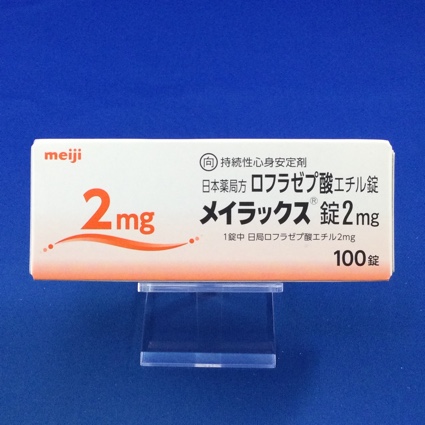 meiji
2mg
㊞持続性心身安定剤
日本薬局方 ロフラゼプ酸エチル錠
メイラックス®錠2mg
1錠中 日局ロフラゼプ酸エチル2mg
100錠